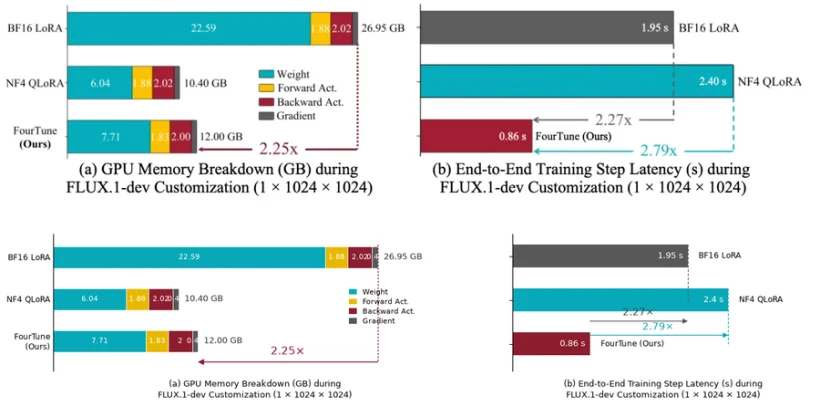 BF16 LoRA 22.59 1.88 2.02 26.95 GB
NF4 QLoRA 6.04 1.88 2.02 10.40 GB
FourTune (Ours) 7.71 1.83 2.00 12.00 GB
Weight
Forward Act.
Backward Act.
Gradient
2.25x
(a) GPU Memory Breakdown (GB) during
FLUX.1-dev Customization (1 × 1024 × 1024)
1.95 s BF16 LoRA
2.40 s NF4 QLoRA
2.27x
0.86 s FourTune (Ours)
2.79x
(b) End-to-End Training Step Latency (s) during
FLUX.1-dev Customization (1 × 1024 × 1024)
BF16 LoRA 22.59 1.88 2.02 26.95 GB
NF4 QLoRA 6.04 1.88 2.02 10.40 GB
FourTune
(Ours)
7.71 1.83 2 12.00 GB
Weight
Forward Act.
Backward Act.
Gradient
2.25×
(a) GPU Memory Breakdown (GB) during
FLUX.1-dev Customization (1 × 1024 × 1024)
1.95 s BF16 LoRA
2.4 s NF4 QLoRA
2.27×
2.79×
0.86 s FourTune (Ours)
(b) End-to-End Training Step Latency (s) during
FLUX.1-dev Customization (1 × 1024 × 1024)